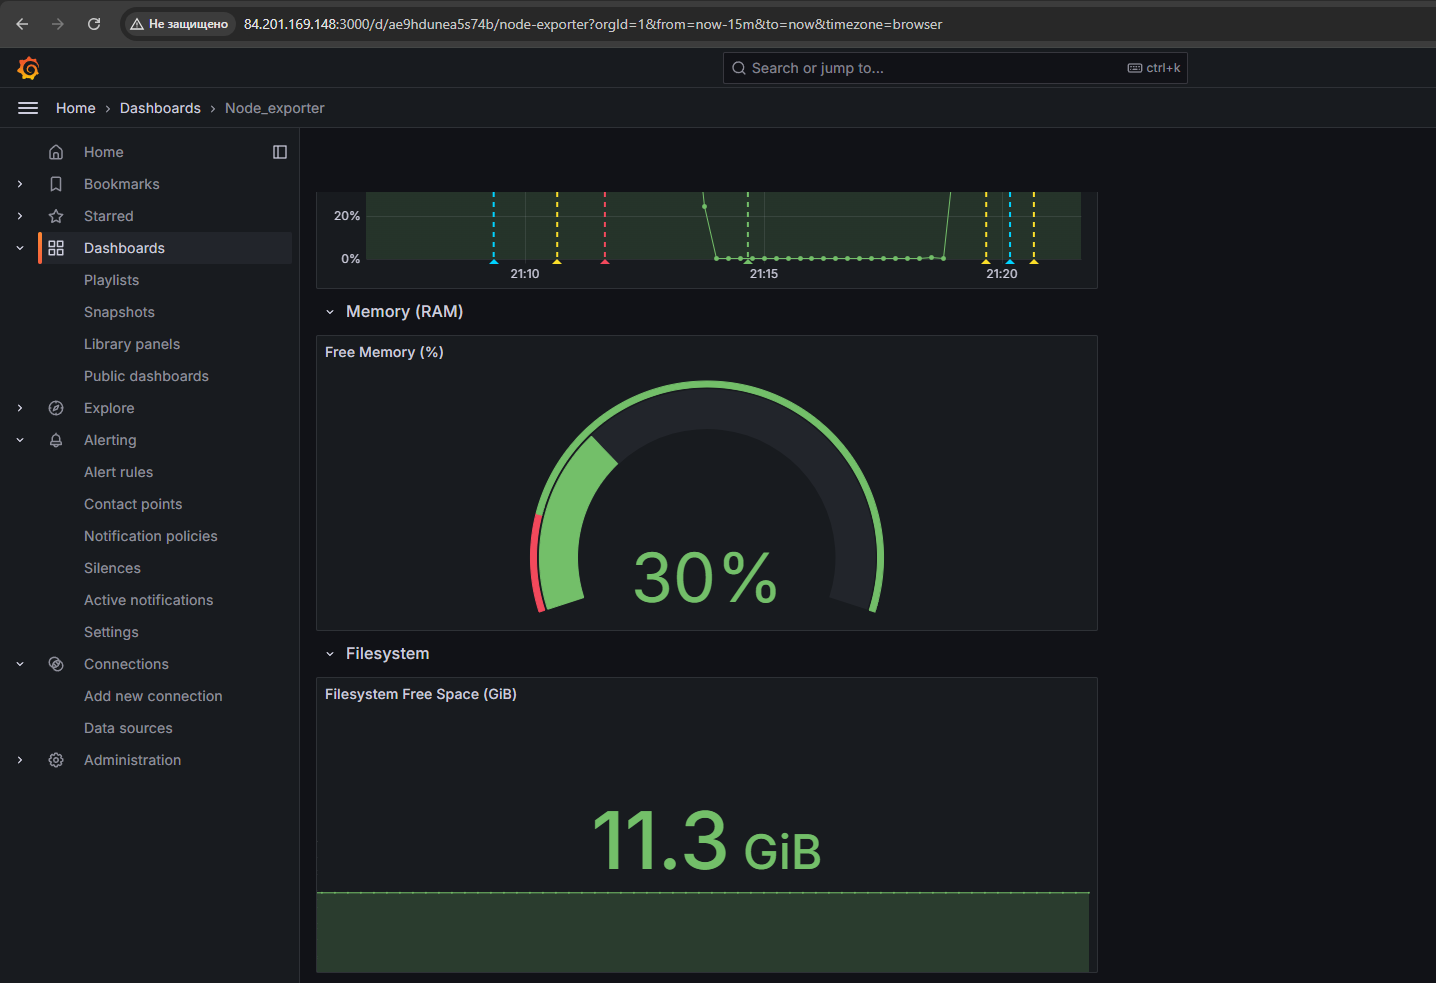 Не защищено 84.201.169.148:3000/d/ae9hdunea5s74b/node-exporter?orgId=1&from=now-15m&to=now&timezone=browser
Search or jump to... ctrl+k
Home › Dashboards › Node_exporter
Home
Bookmarks
Starred
Dashboards
Playlists
Snapshots
Library panels
Public dashboards
Explore
Alerting
Alert rules
Contact points
Notification policies
Silences
Active notifications
Settings
Connections
Add new connection
Data sources
Administration
20%
0%
21:10 21:15 21:20
Memory (RAM)
Free Memory (%)
30%
Filesystem
Filesystem Free Space (GiB)
11.3 GiB